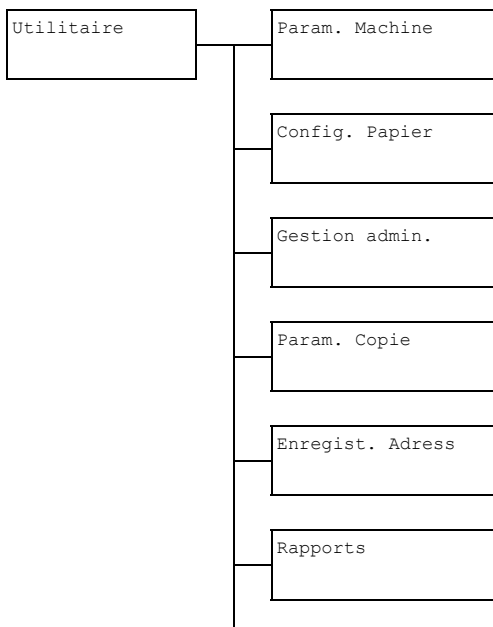 Utilitaire
Param. Machine
Config. Papier
Gestion admin.
Param. Copie
Enregist. Adress
Rapports